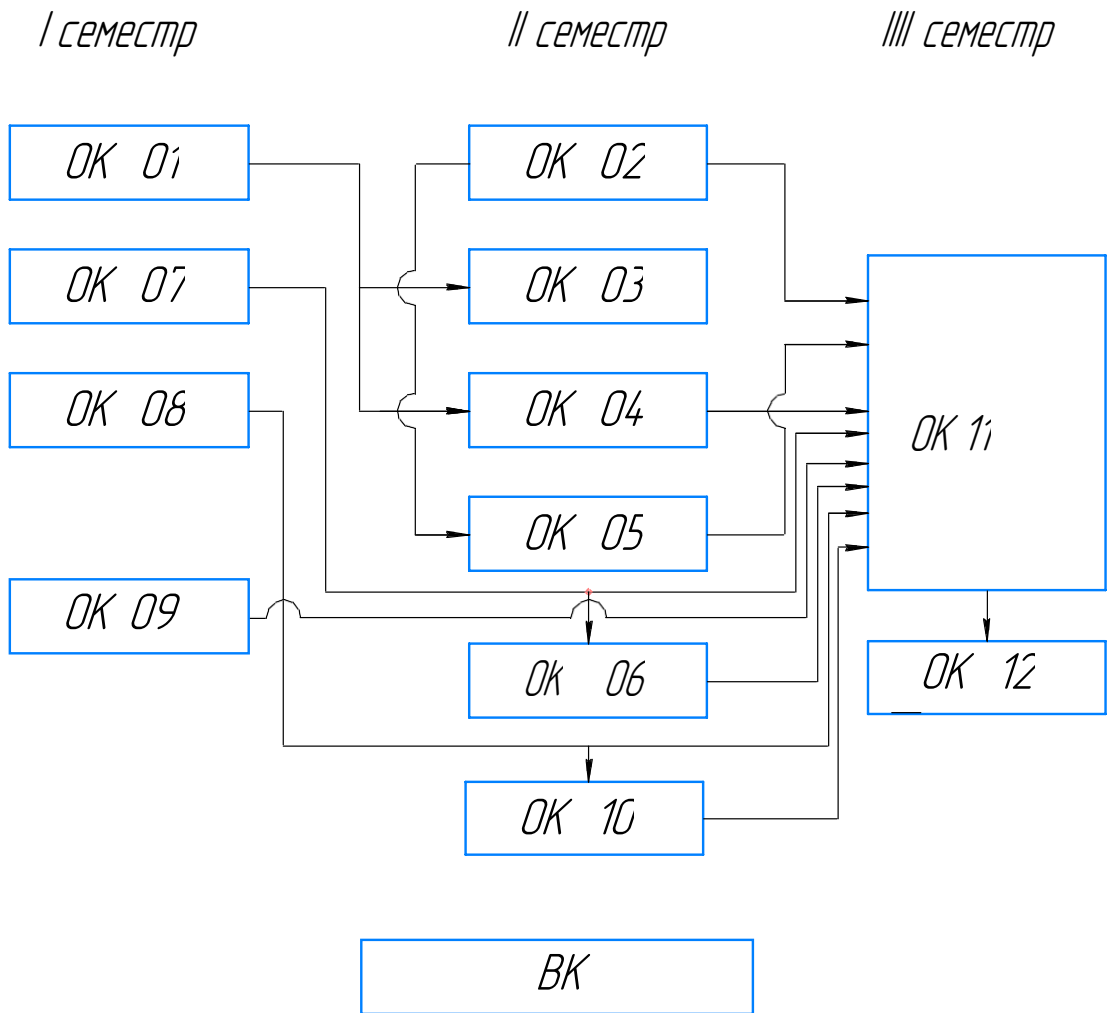 I семестр
II семестр
IIII семестр
ОК 01
ОК 02
ОК 07
ОК 03
ОК 08
ОК 04
ОК 11
ОК 05
ОК 09
ОК 06
ОК 12
ОК 10
ВК